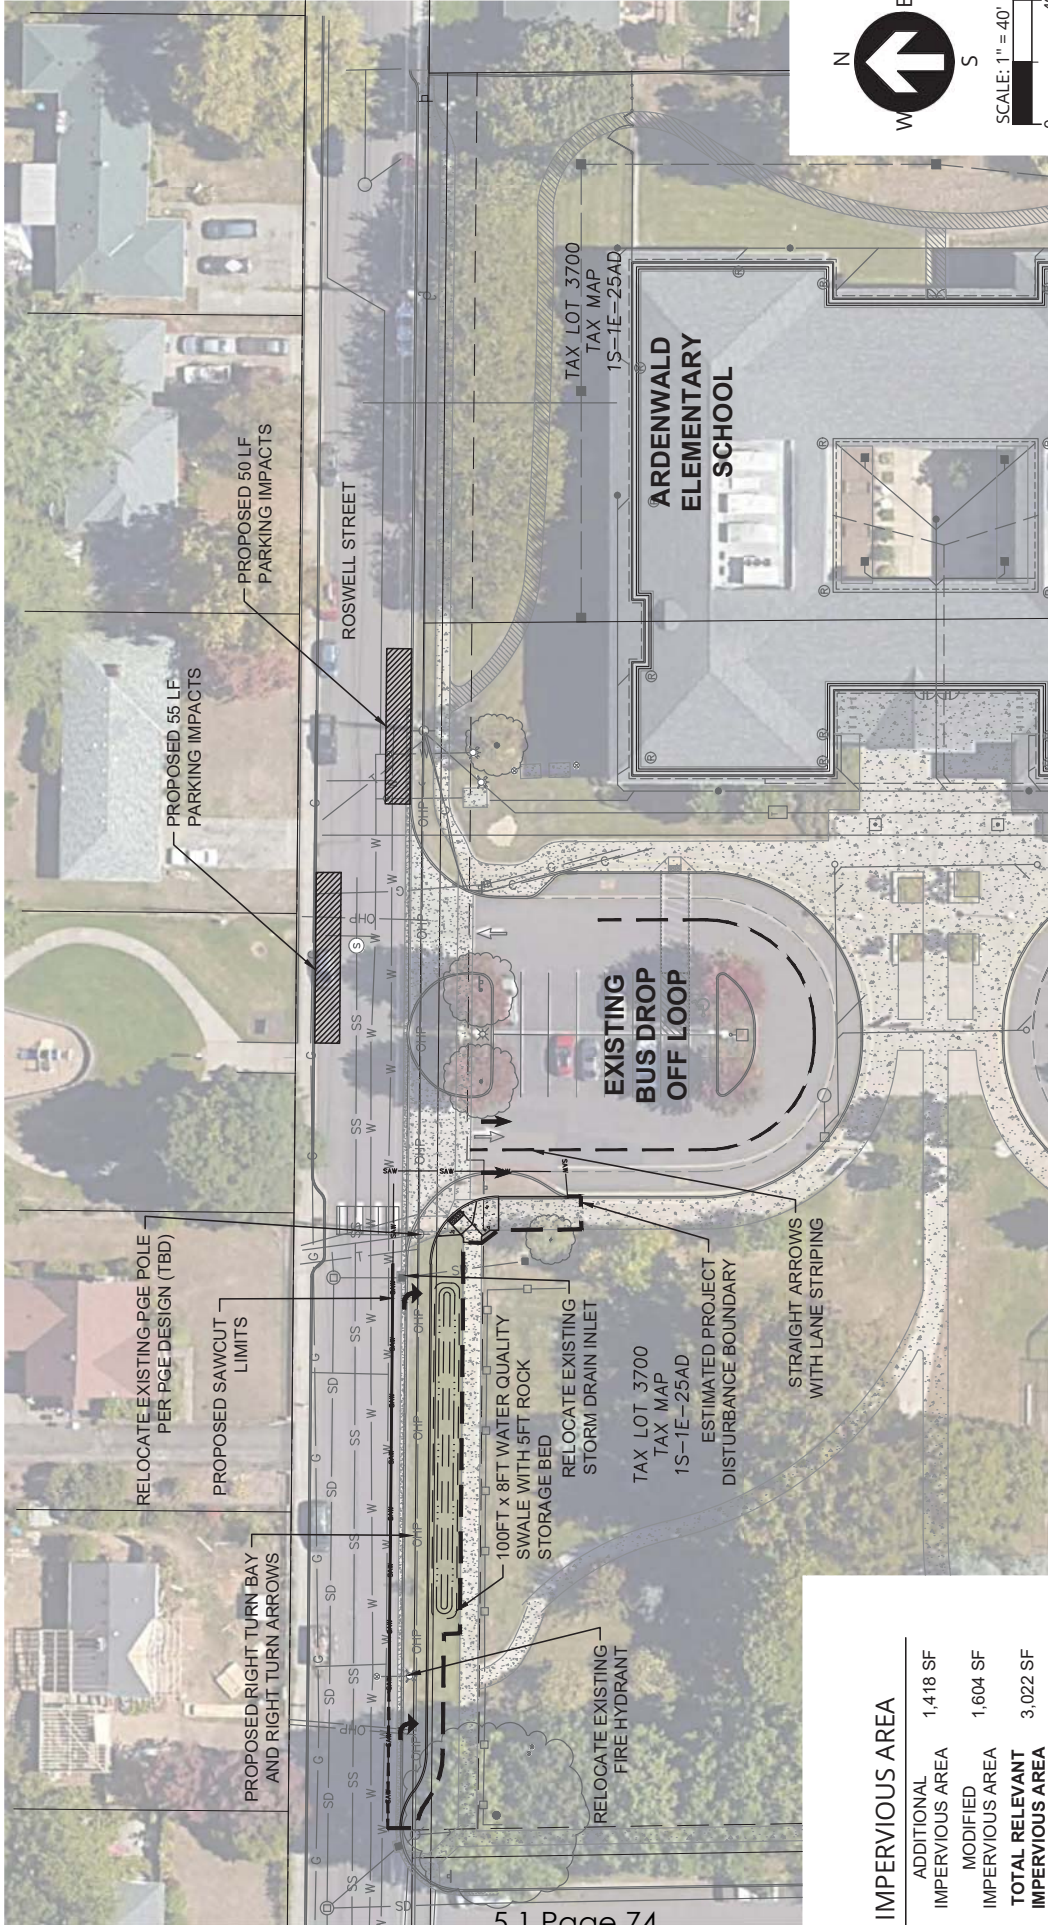 RELOCATE EXISTING PGE POLE
PER PGE DESIGN (TBD)
PROPOSED SAWCUT
LIMITS
PROPOSED RIGHT TURN BAY
AND RIGHT TURN ARROWS
PROPOSED 55 LF
PARKING IMPACTS
PROPOSED 50 LF
PARKING IMPACTS
ROSWELL STREET
TAX LOT 3700
TAX MAP
1S-1E-25AD
ARDENWALD
ELEMENTARY
SCHOOL
EXISTING
BUS DROP
OFF LOOP
100FT x 8FT WATER QUALITY
SWALE WITH 5FT ROCK
STORAGE BED
RELOCATE EXISTING
STORM DRAIN INLET
TAX LOT 3700
TAX MAP
1S-1E-25AD
ESTIMATED PROJECT
DISTURBANCE BOUNDARY
STRAIGHT ARROWS
WITH LANE STRIPING
RELOCATE EXISTING
FIRE HYDRANT
IMPERVIOUS AREA
ADDITIONAL
IMPERVIOUS AREA 1,418 SF
MODIFIED
IMPERVIOUS AREA 1,604 SF
TOTAL RELEVANT
IMPERVIOUS AREA 3,022 SF
N
W E
S
SCALE: 1" = 40'
0
5.1 Page 74